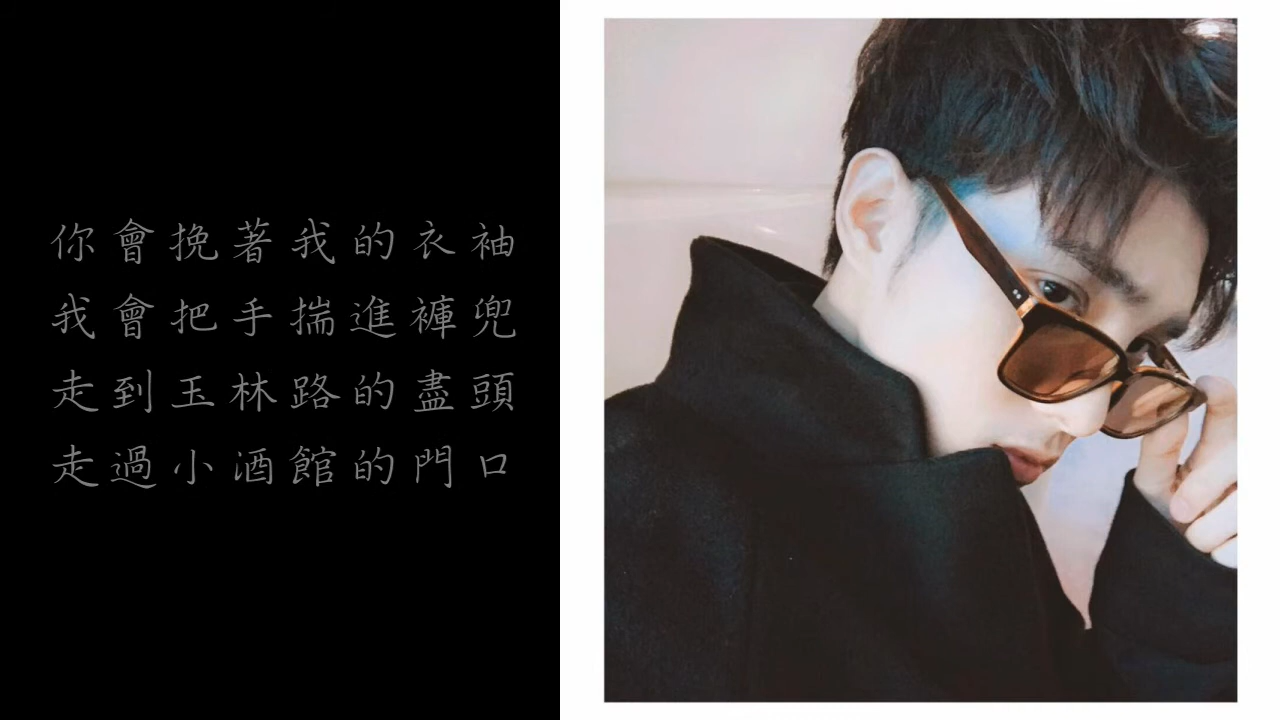 你會挽著我的衣袖
我會把手揣進褲兜
走到玉林路的盡頭
走過小酒館的門口